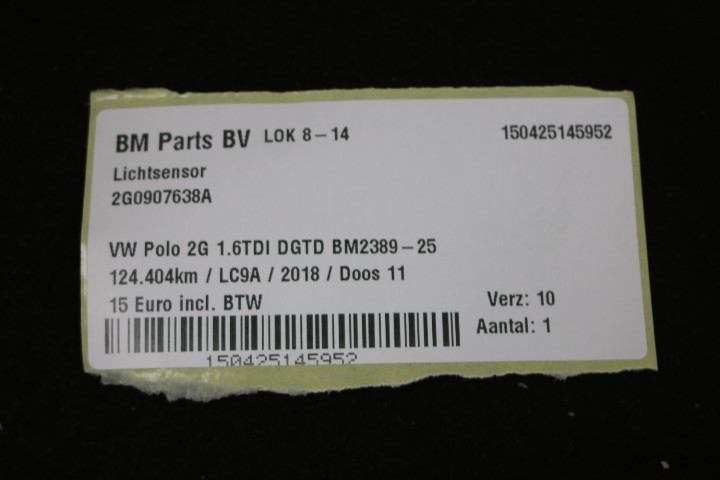 BM Parts BV LOK 8-14 150425145952
Lichtsensor
2G0907638A
VW Polo 2G 1.6TDI DGTD BM2389-25
124.404km / LC9A / 2018 / Doos 11
15 Euro incl. BTW Verz: 10
Aantal: 1
150425145952